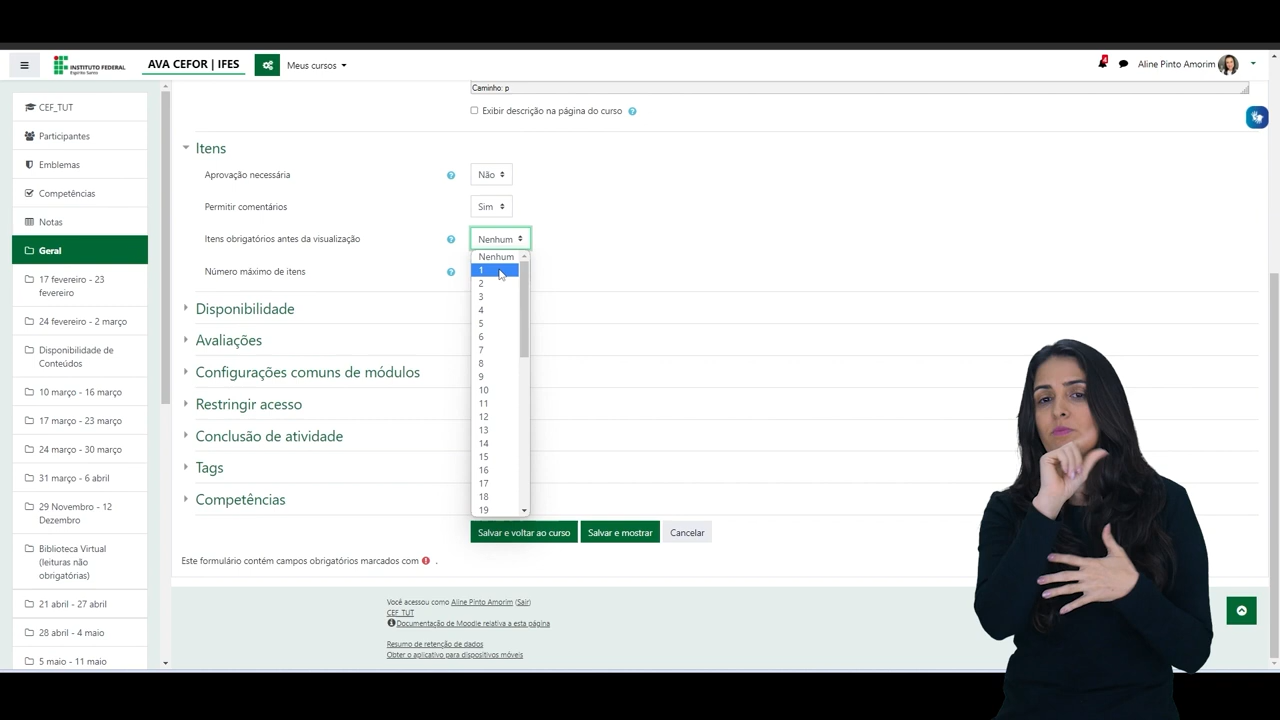 INSTITUTO FEDERAL
Espírito Santo
AVA CEFOR | IFES
Meus cursos
Aline Pinto Amorim
CEF_TUT
Participantes
Emblemas
Competências
Notas
Geral
17 fevereiro - 23
fevereiro
24 fevereiro - 2 março
Disponibilidade de
Conteúdos
10 março - 16 março
17 março - 23 março
24 março - 30 março
31 março - 6 abril
29 Novembro - 12
Dezembro
Biblioteca Virtual
(leituras não
obrigatórias)
21 abril - 27 abril
28 abril - 4 maio
5 maio - 11 maio
Caminho: p
Exibir descrição na página do curso
Itens
Aprovação necessária
Não
Permitir comentários
Sim
Itens obrigatórios antes da visualização
Nenhum
Número máximo de itens
Nenhum
1
2
3
4
5
6
7
8
9
10
11
12
13
14
15
16
17
18
19
Disponibilidade
Avaliações
Configurações comuns de módulos
Restringir acesso
Conclusão de atividade
Tags
Competências
Salvar e voltar ao curso
Salvar e mostrar
Cancelar
Este formulário contém campos obrigatórios marcados com .
Você acessou como Aline Pinto Amorim (Sair)
CEF_TUT
Documentação de Moodle relativa a esta página
Resumo de retenção de dados
Obter o aplicativo para dispositivos móveis